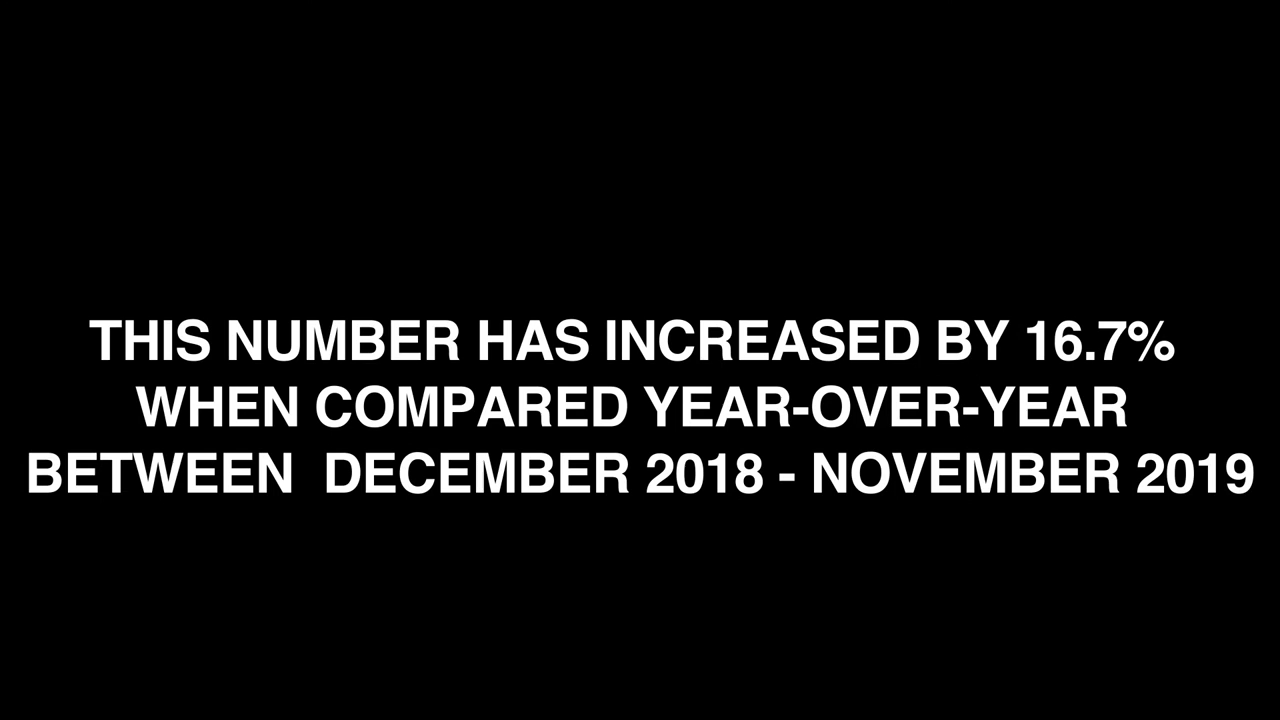 THIS NUMBER HAS INCREASED BY 16.7%
WHEN COMPARED YEAR-OVER-YEAR
BETWEEN  DECEMBER 2018 - NOVEMBER 2019